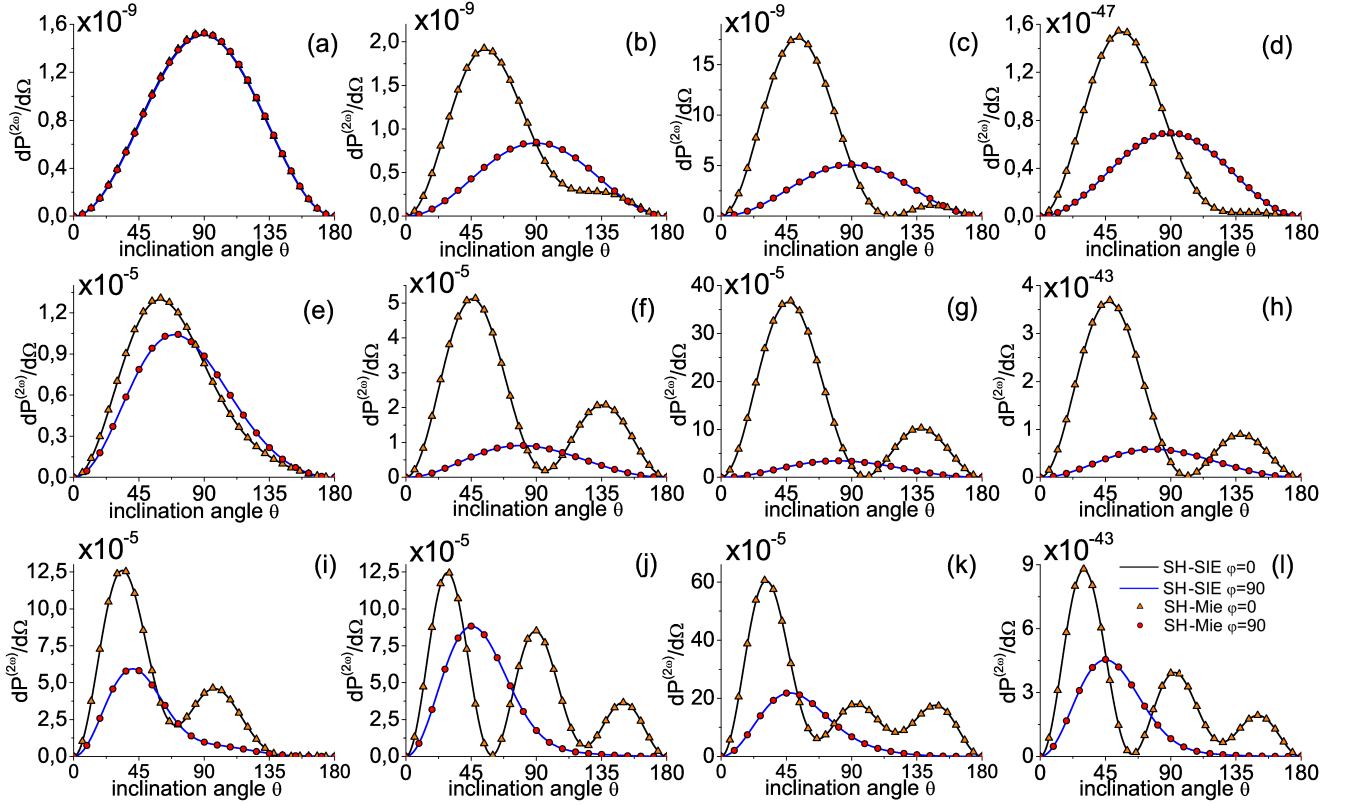 x10-9
(a)
dP(2ω)/dΩ
1,6
1,2
0,8
0,4
0,0
0 45 90 135 180
inclination angle θ
x10-9
(b)
dP(2ω)/dΩ
2,0
1,0
0,0
0 45 90 135 180
inclination angle θ
x10-9
(c)
dP(2ω)/dΩ
15
10
5
0
0 45 90 135 180
inclination angle θ
x10-47
(d)
dP(2ω)/dΩ
1,6
1,2
0,8
0,4
0,0
0 45 90 135 180
inclination angle θ
x10-5
(e)
dP(2ω)/dΩ
1.2
0.9
0.6
0.3
0.0
0 45 90 135 180
inclination angle θ
x10-5
(f)
dP(2ω)/dΩ
5
4
3
2
1
0
0 45 90 135 180
inclination angle θ
x10-5
(g)
dP(2ω)/dΩ
40
30
20
10
0
0 45 90 135 180
inclination angle θ
x10-43
(h)
dP(2ω)/dΩ
4
3
2
1
0
0 45 90 135 180
inclination angle θ
x10-5
(i)
dP(2ω)/dΩ
12,5
10,0
7,5
5,0
2,5
0,0
0 45 90 135 180
inclination angle θ
x10-5
(j)
dP(2ω)/dΩ
12,5
10,0
7,5
5,0
2,5
0,0
0 45 90 135 180
inclination angle θ
x10-5
(k)
dP(2ω)/dΩ
60
40
20
0
0 45 90 135 180
inclination angle θ
x10-43
(l)
SH-SIE φ=0
SH-SIE φ=90
SH-Mie φ=0
SH-Mie φ=90
dP(2ω)/dΩ
9
6
3
0
0 45 90 135 180
inclination angle θ